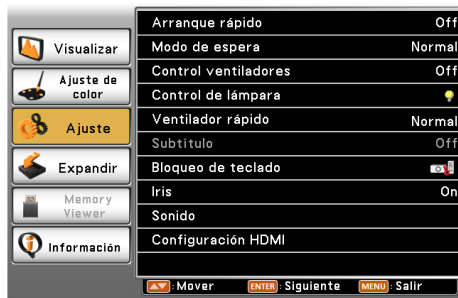 Visualizar
Ajuste de
color
Ajuste
Expandir
Memory
Viewer
Información
Arranque rápido Off
Modo de espera Normal
Control ventiladores Off
Control de lámpara
Ventilador rápido Normal
Subtitulo Off
Bloqueo de teclado
Iris On
Sonido
Configuración HDMI
:Mover ENTER :Siguiente MENU :Salir